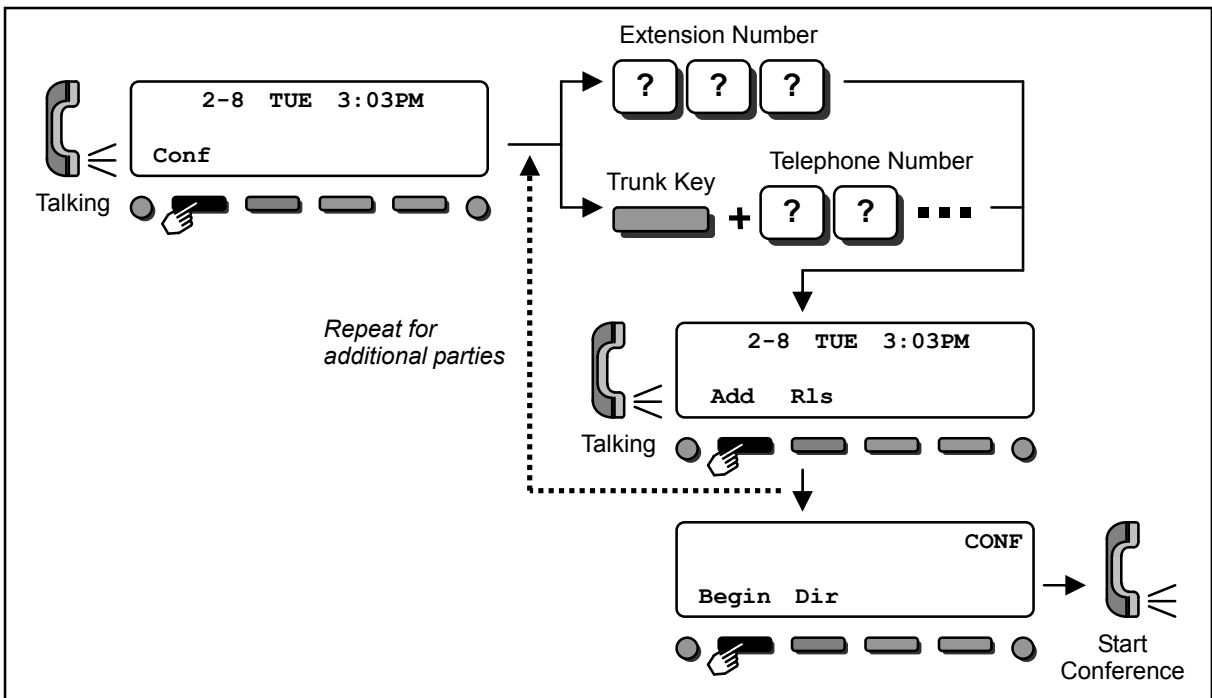 Extension Number
? ? ?
2-8 TUE 3:03PM
Conf
Talking
Trunk Key
Telephone Number
+ ? ? ...
Repeat for
additional parties
2-8 TUE 3:03PM
Add Rls
Talking
CONF
Begin Dir
Start
Conference